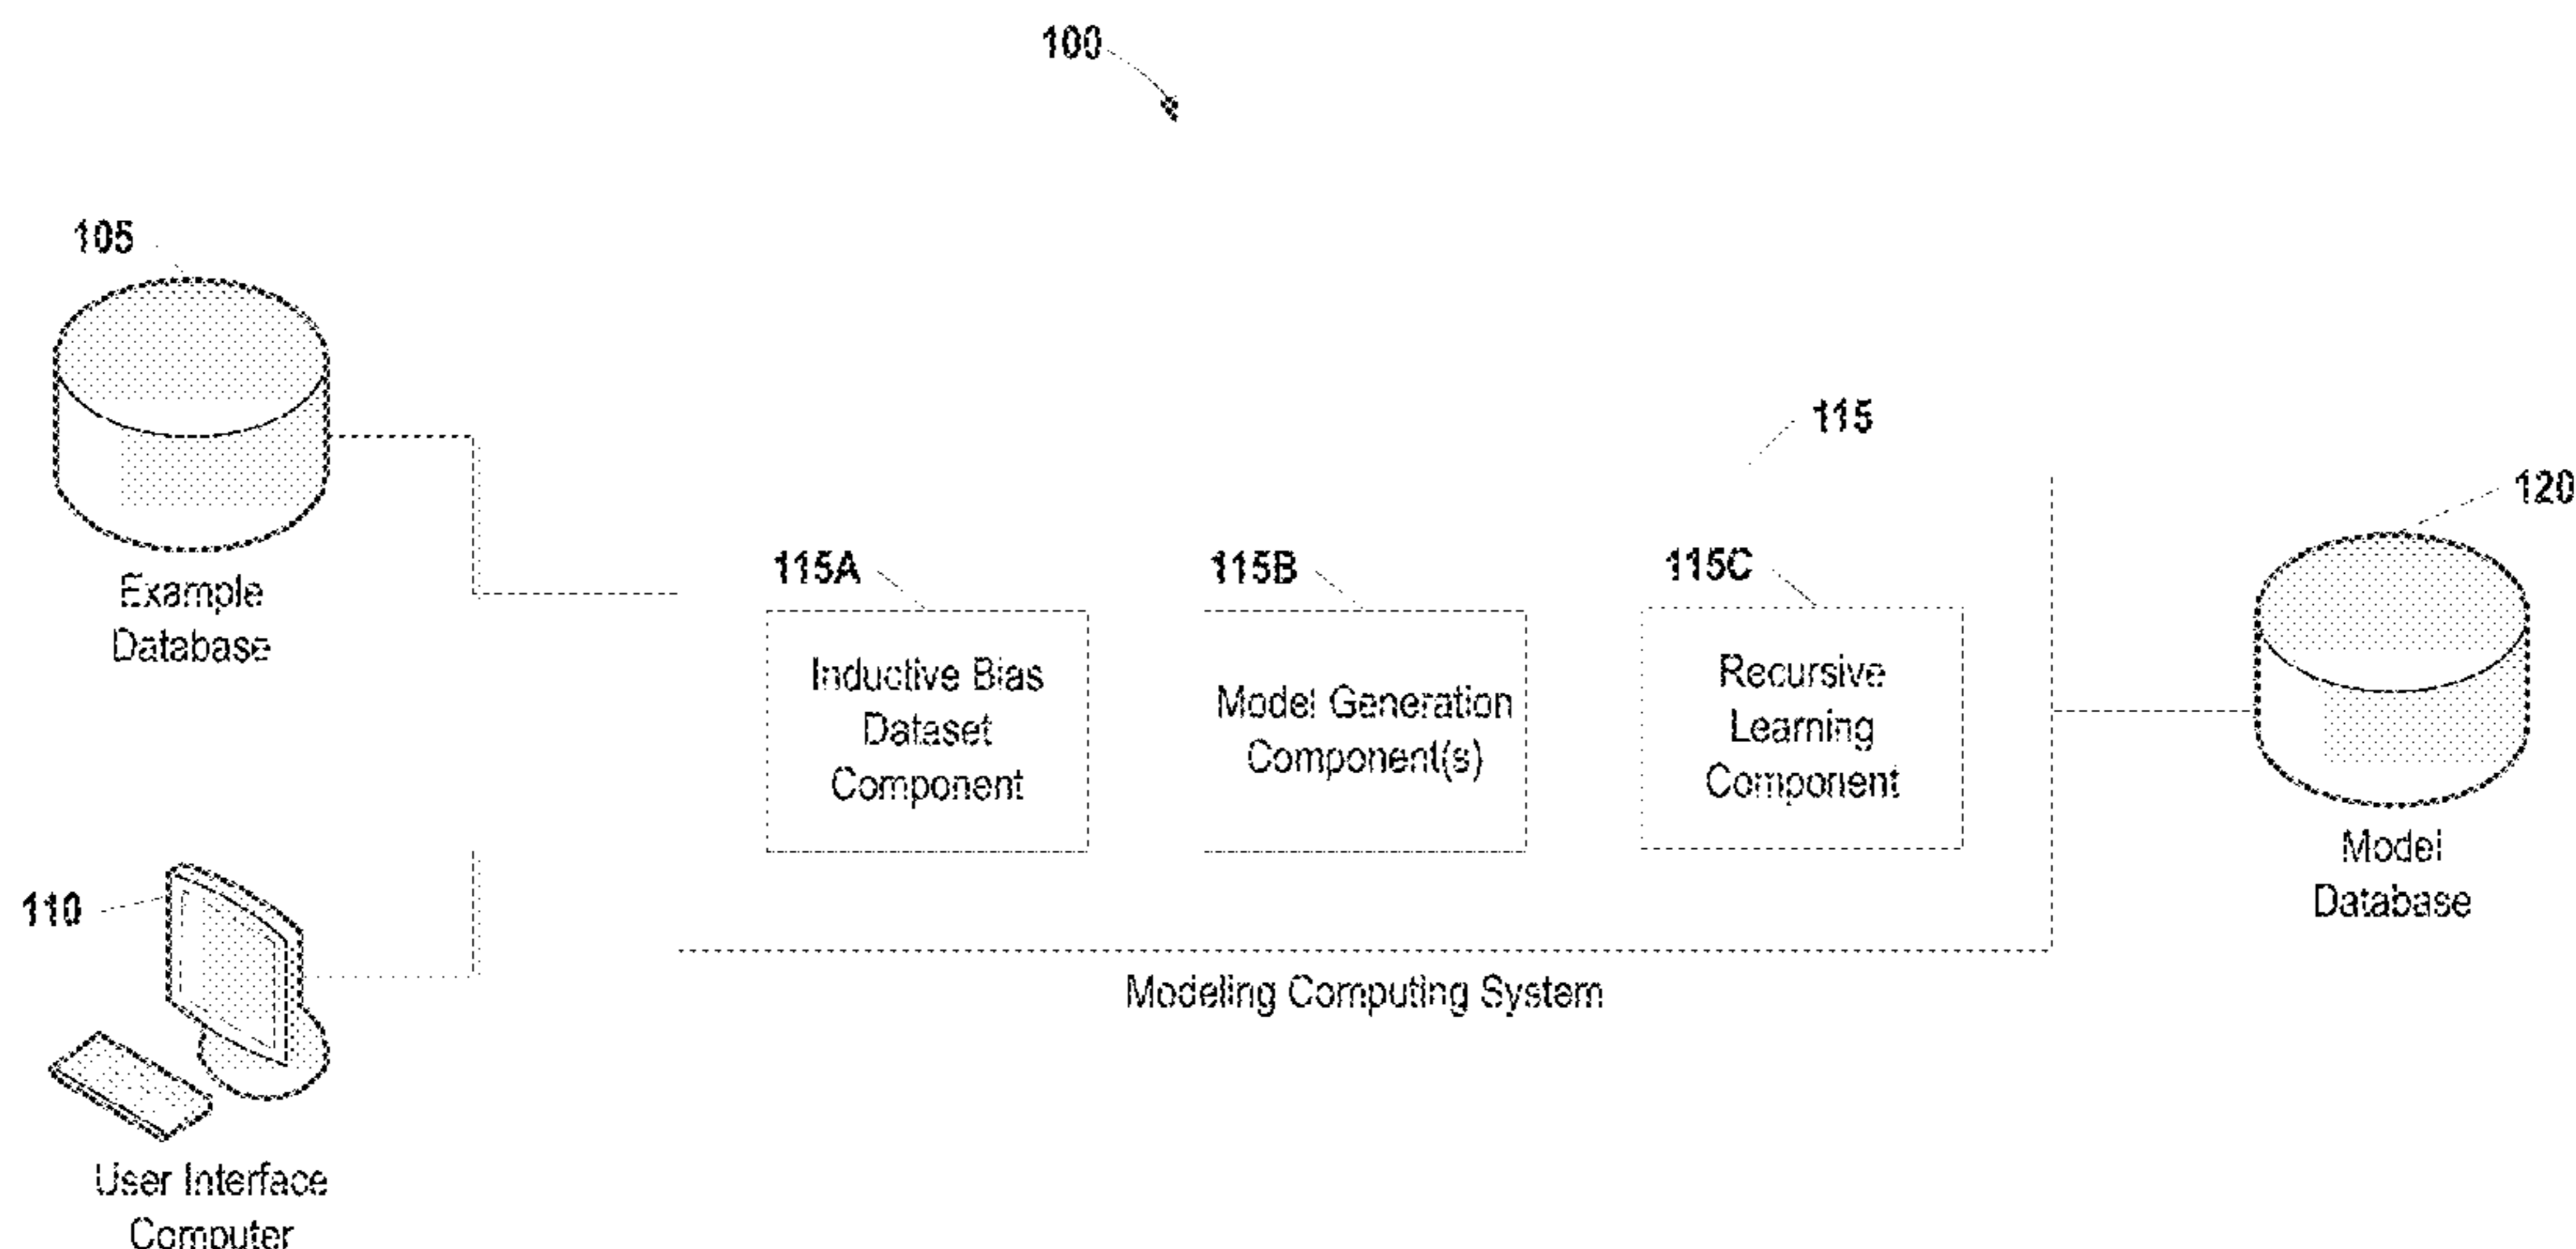 100
105
Example
Database
115
120
115A
115B
115C
Inductive Bias
Dataset
Component
Model Generation
Component(s)
Recursive
Learning
Component
Model
Database
110
Modeling Computing System
User Interface
Computer